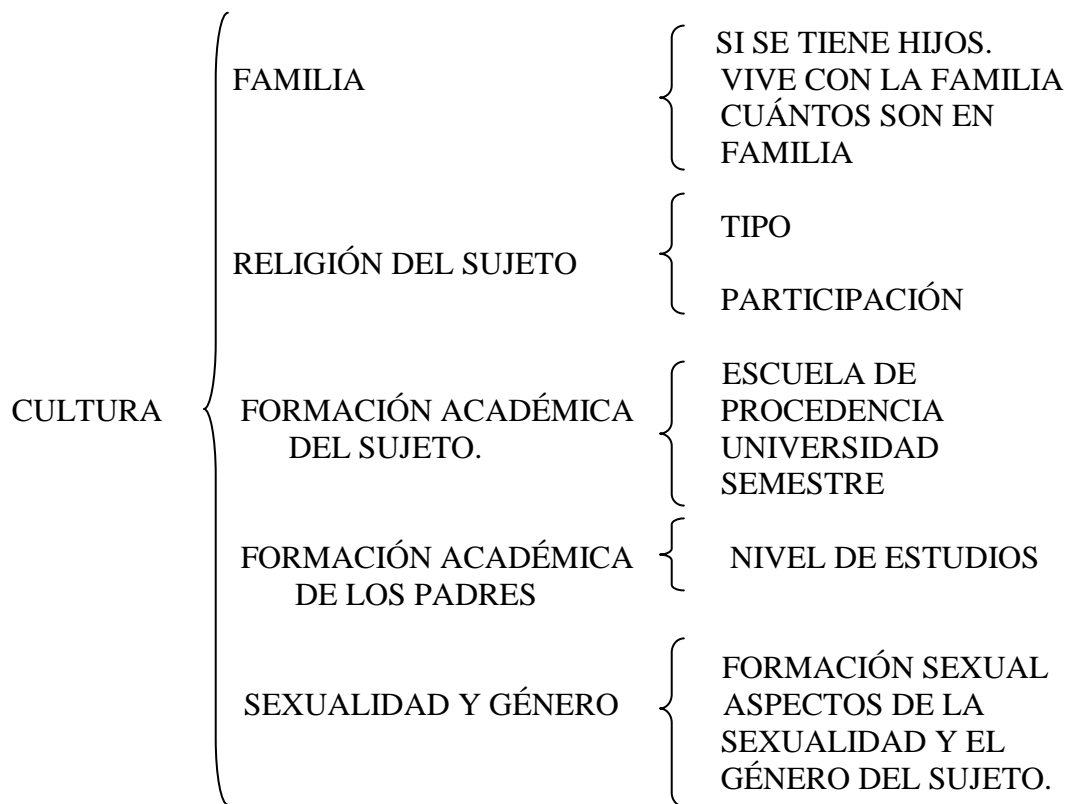 CULTURA
FAMILIA
SI SE TIENE HIJOS.
VIVE CON LA FAMILIA
CUÁNTOS SON EN
FAMILIA
RELIGIÓN DEL SUJETO
TIPO
PARTICIPACIÓN
FORMACIÓN ACADÉMICA
DEL SUJETO.
ESCUELA DE
PROCEDENCIA
UNIVERSIDAD
SEMESTRE
FORMACIÓN ACADÉMICA
DE LOS PADRES
NIVEL DE ESTUDIOS
SEXUALIDAD Y GÉNERO
FORMACIÓN SEXUAL
ASPECTOS DE LA
SEXUALIDAD Y EL
GÉNERO DEL SUJETO.